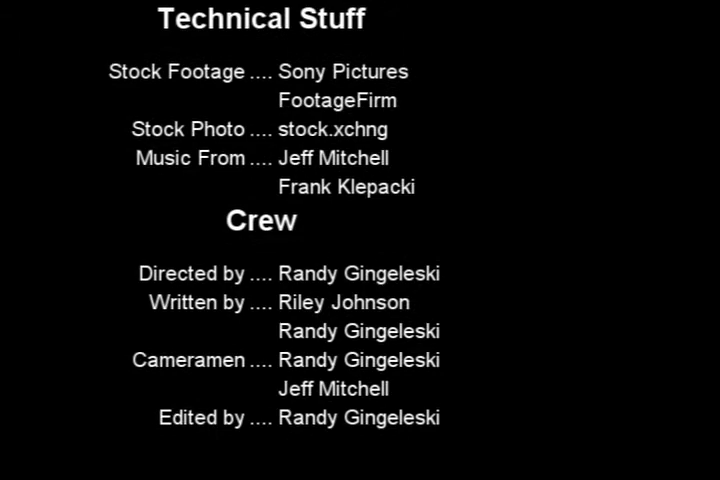 Technical Stuff
Stock Footage .... Sony Pictures
FootageFirm
Stock Photo .... stock.xchng
Music From .... Jeff Mitchell
Frank Klepacki
Crew
Directed by .... Randy Gingeleski
Written by .... Riley Johnson
Randy Gingeleski
Cameramen .... Randy Gingeleski
Jeff Mitchell
Edited by .... Randy Gingeleski